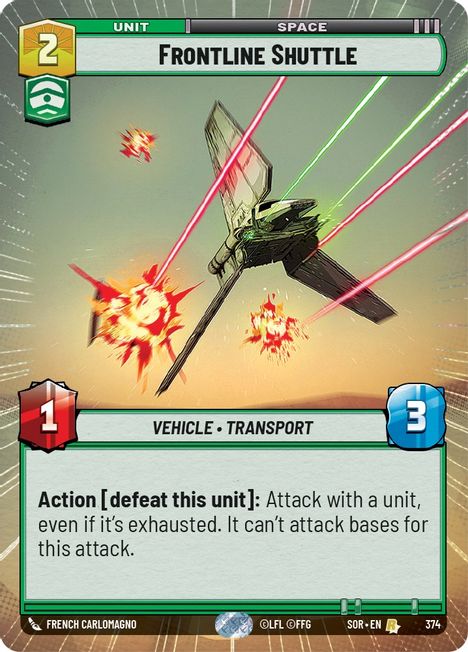 UNIT SPACE
2 FRONTLINE SHUTTLE
1 VEHICLE • TRANSPORT 3
Action [defeat this unit]: Attack with a unit,
even if it's exhausted. It can't attack bases for
this attack.
FRENCH CARLOMAGNO ©LFL ©FFG SOR • EN R 374